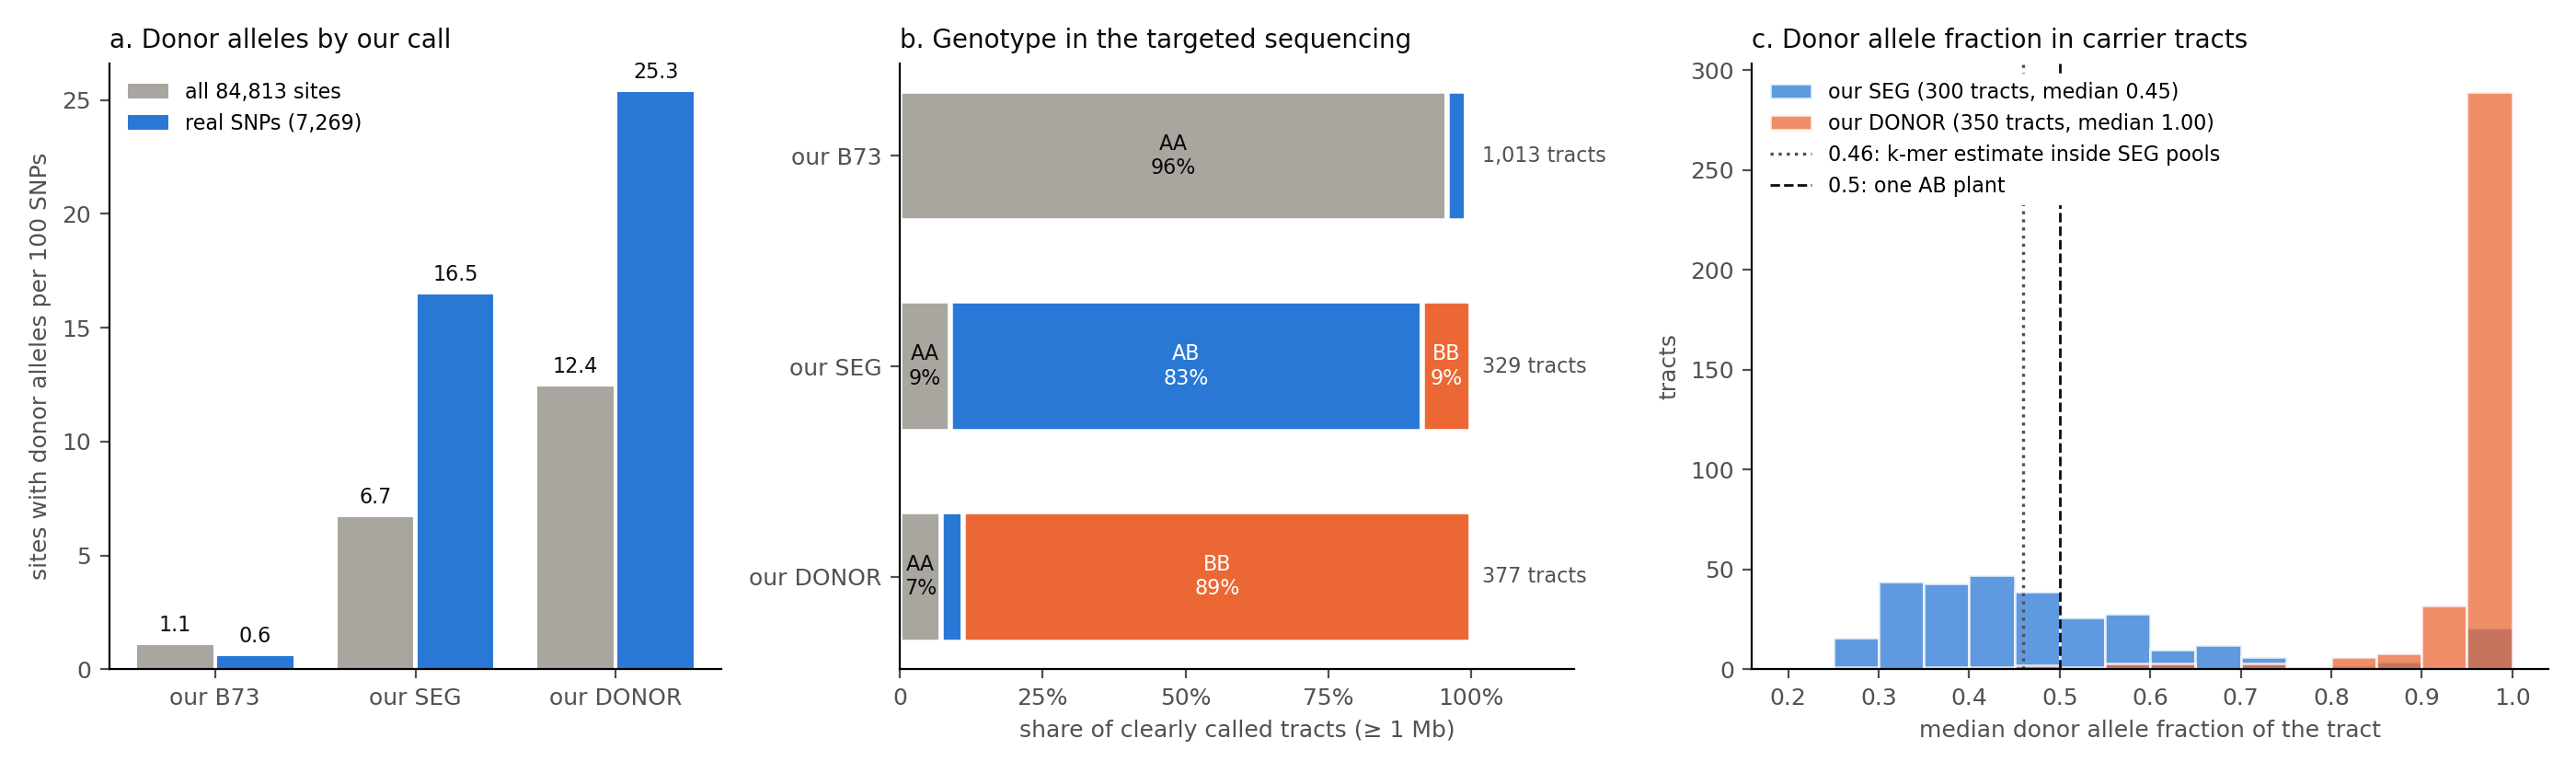 a. Donor alleles by our call
sites with donor alleles per 100 SNPs
25
20
15
10
5
0
all 84,813 sites
real SNPs (7,269)
1.1
0.6
6.7
16.5
12.4
25.3
our B73
our SEG
our DONOR
b. Genotype in the targeted sequencing
our B73
AA
96%
1,013 tracts
our SEG
AA
9%
AB
83%
BB
9%
329 tracts
our DONOR
AA
7%
BB
89%
377 tracts
0
25%
50%
75%
100%
share of clearly called tracts (≥ 1 Mb)
c. Donor allele fraction in carrier tracts
tracts
300
250
200
150
100
50
0
our SEG (300 tracts, median 0.45)
our DONOR (350 tracts, median 1.00)
0.46: k-mer estimate inside SEG pools
0.5: one AB plant
0.2
0.3
0.4
0.5
0.6
0.7
0.8
0.9
1.0
median donor allele fraction of the tract